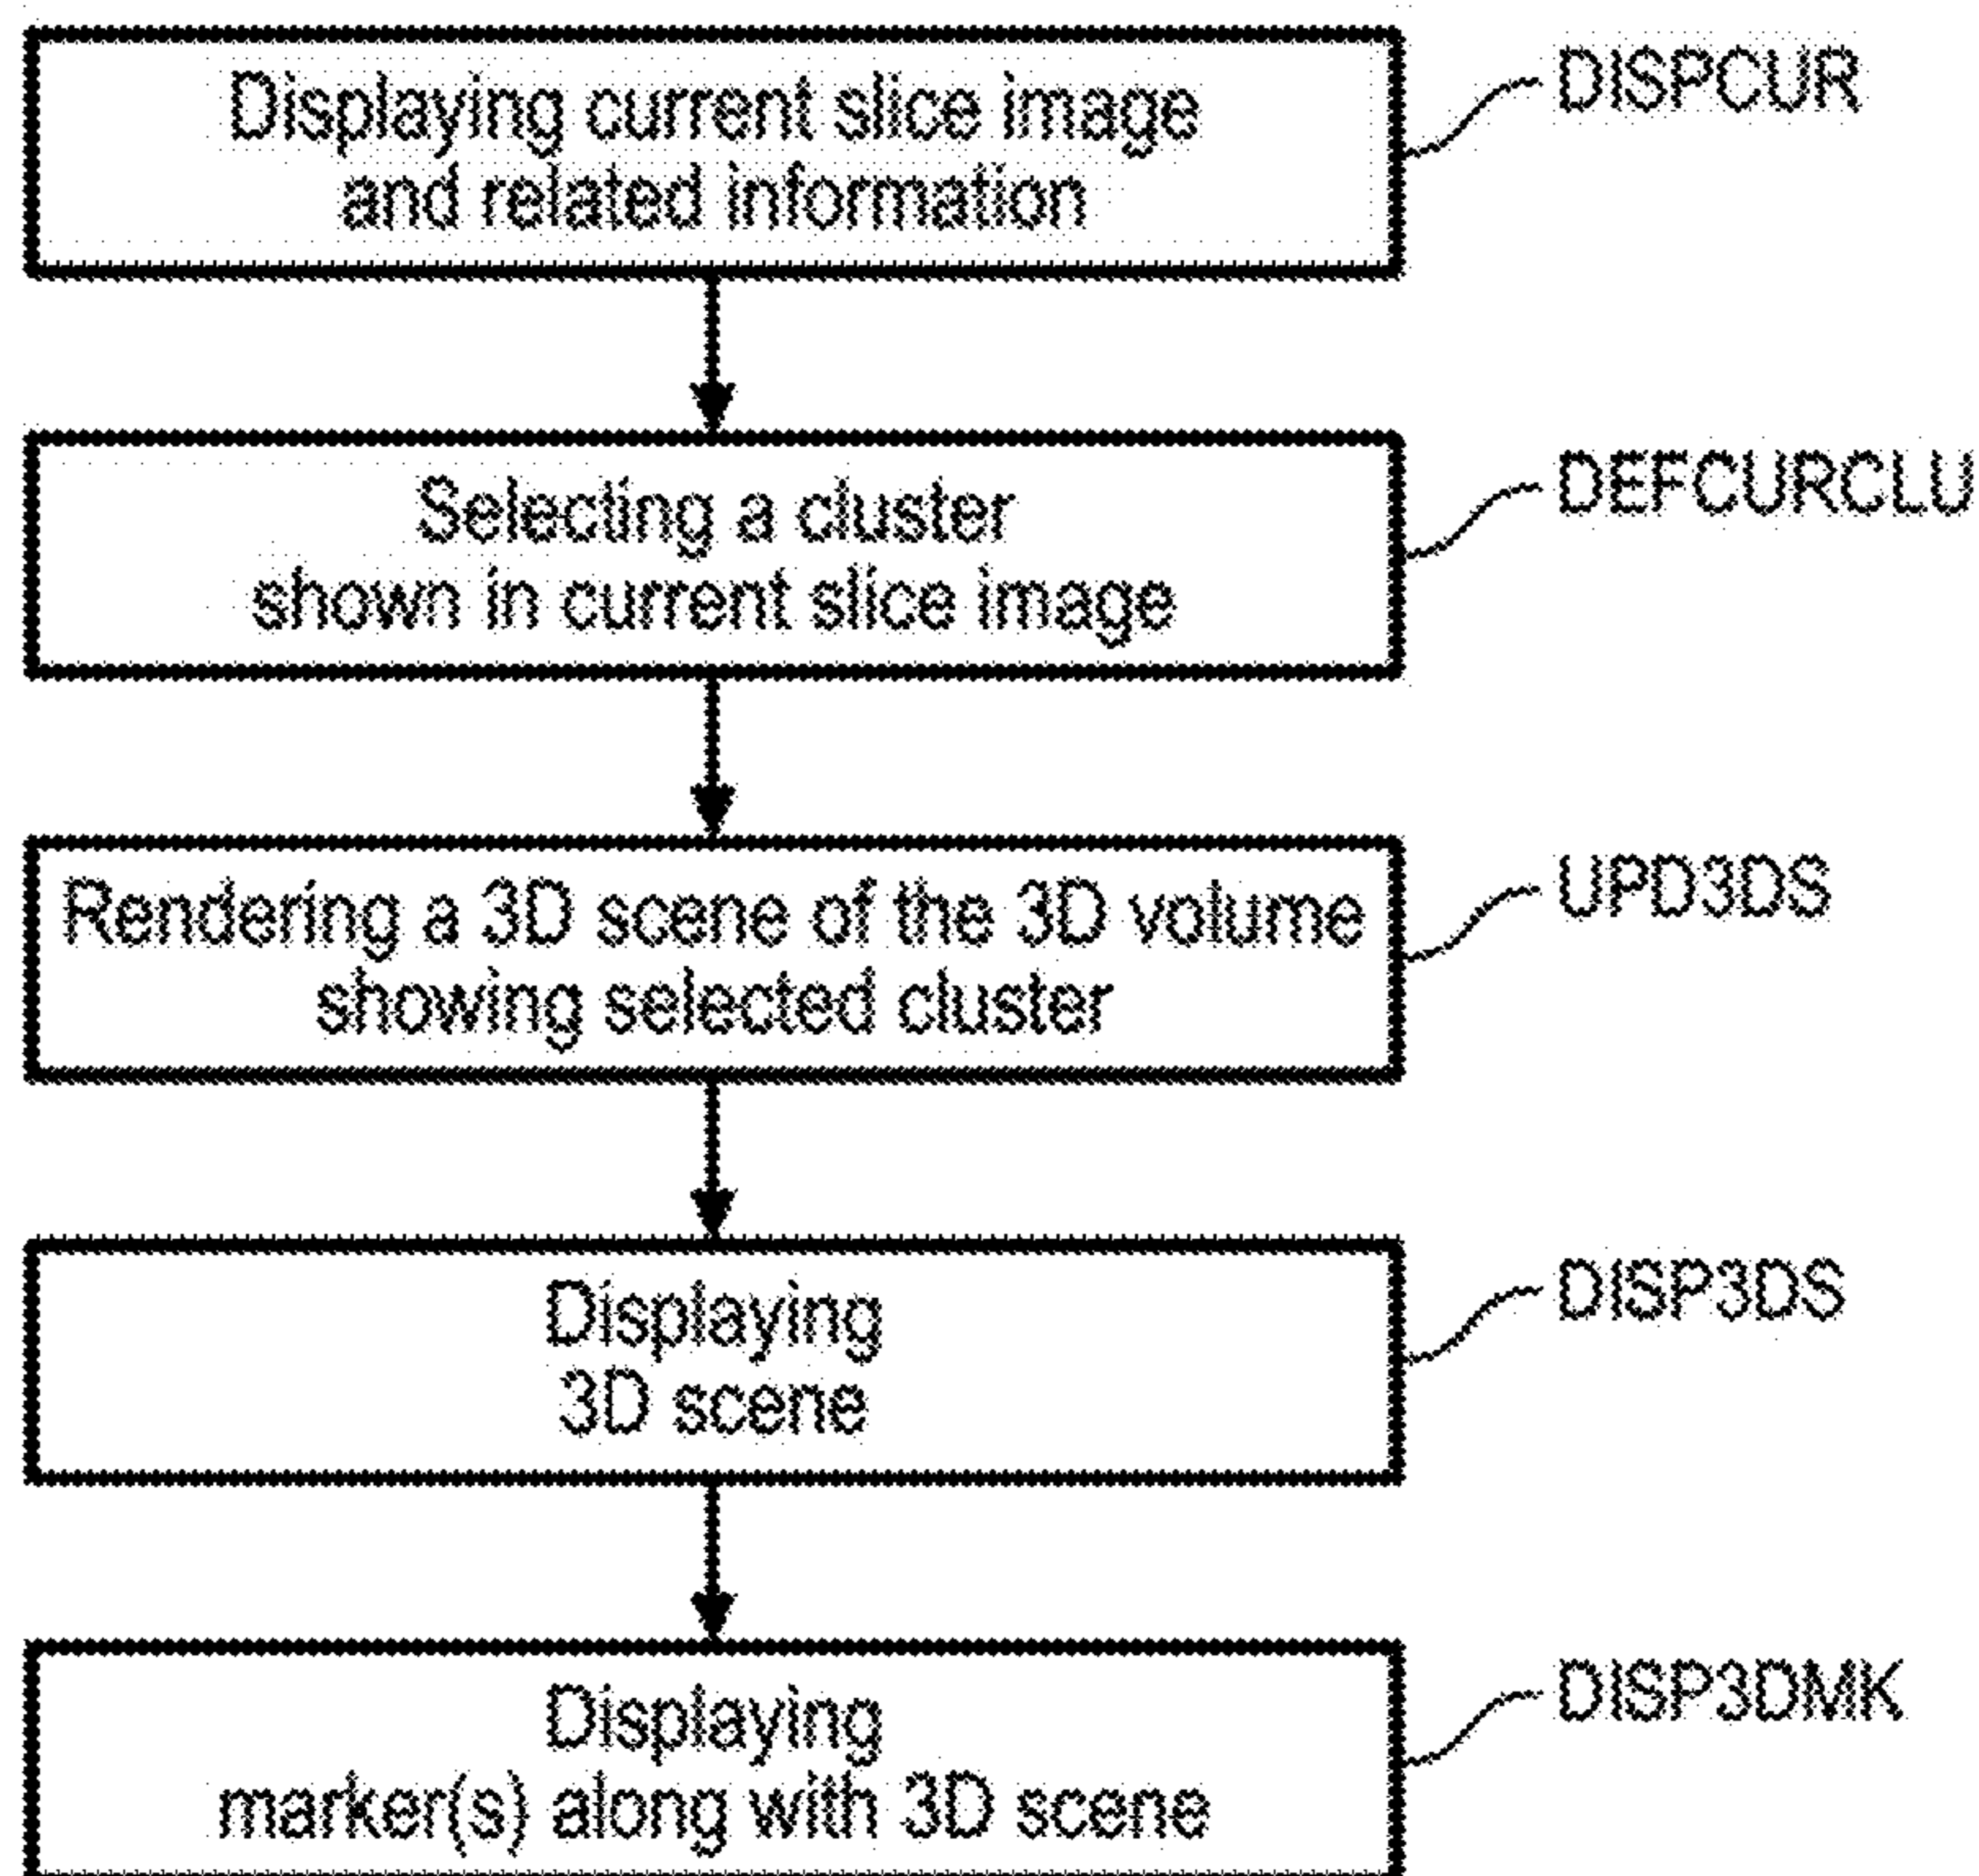 Displaying current slice image
and related information
DISPCUR
Selecting a cluster
shown in current slice image
DEFCURCLU
Rendering a 3D scene of the 3D volume
showing selected cluster
UPD3DS
Displaying
3D scene
DISP3DS
Displaying
marker(s) along with 3D scene
DISP3DMK